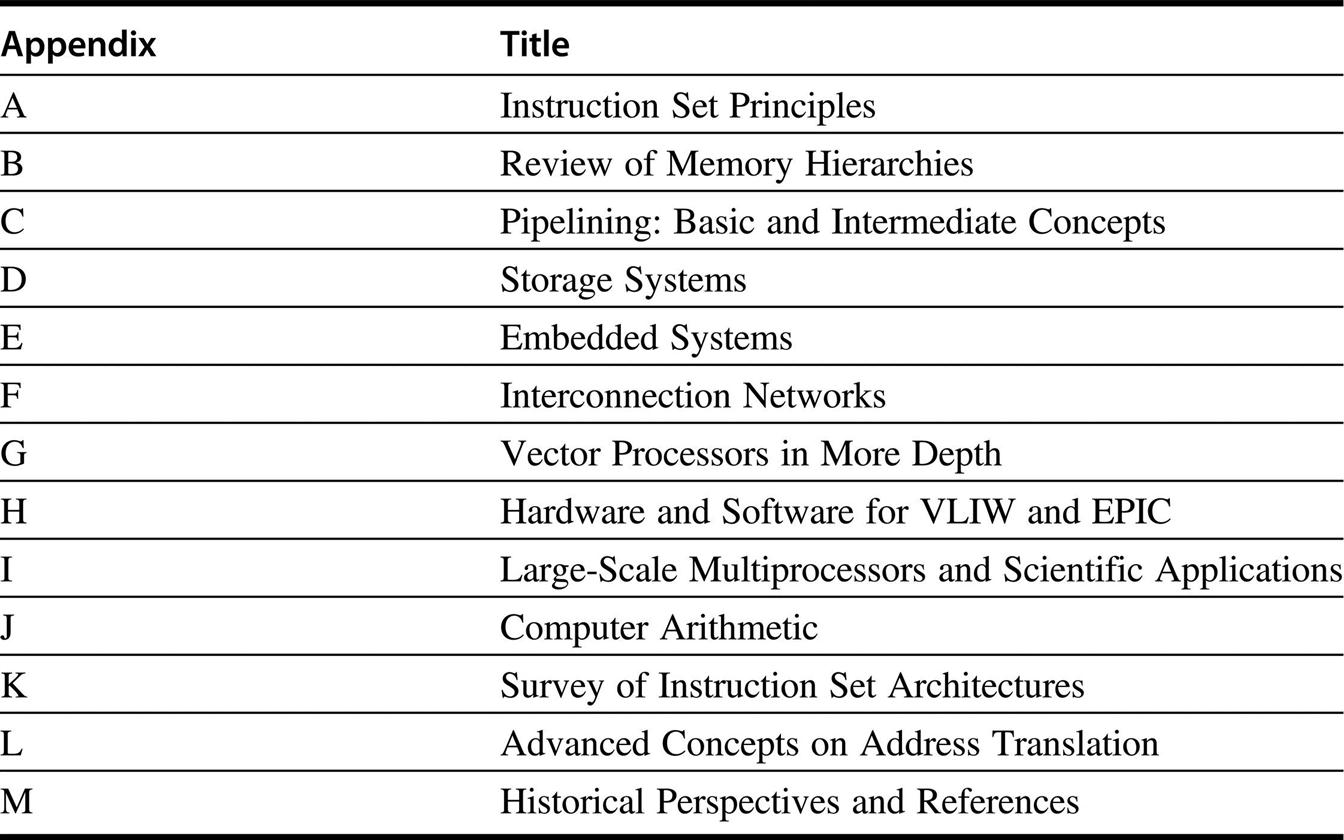 Appendix Title
A Instruction Set Principles
B Review of Memory Hierarchies
C Pipelining: Basic and Intermediate Concepts
D Storage Systems
E Embedded Systems
F Interconnection Networks
G Vector Processors in More Depth
H Hardware and Software for VLIW and EPIC
I Large-Scale Multiprocessors and Scientific Applications
J Computer Arithmetic
K Survey of Instruction Set Architectures
L Advanced Concepts on Address Translation
M Historical Perspectives and References